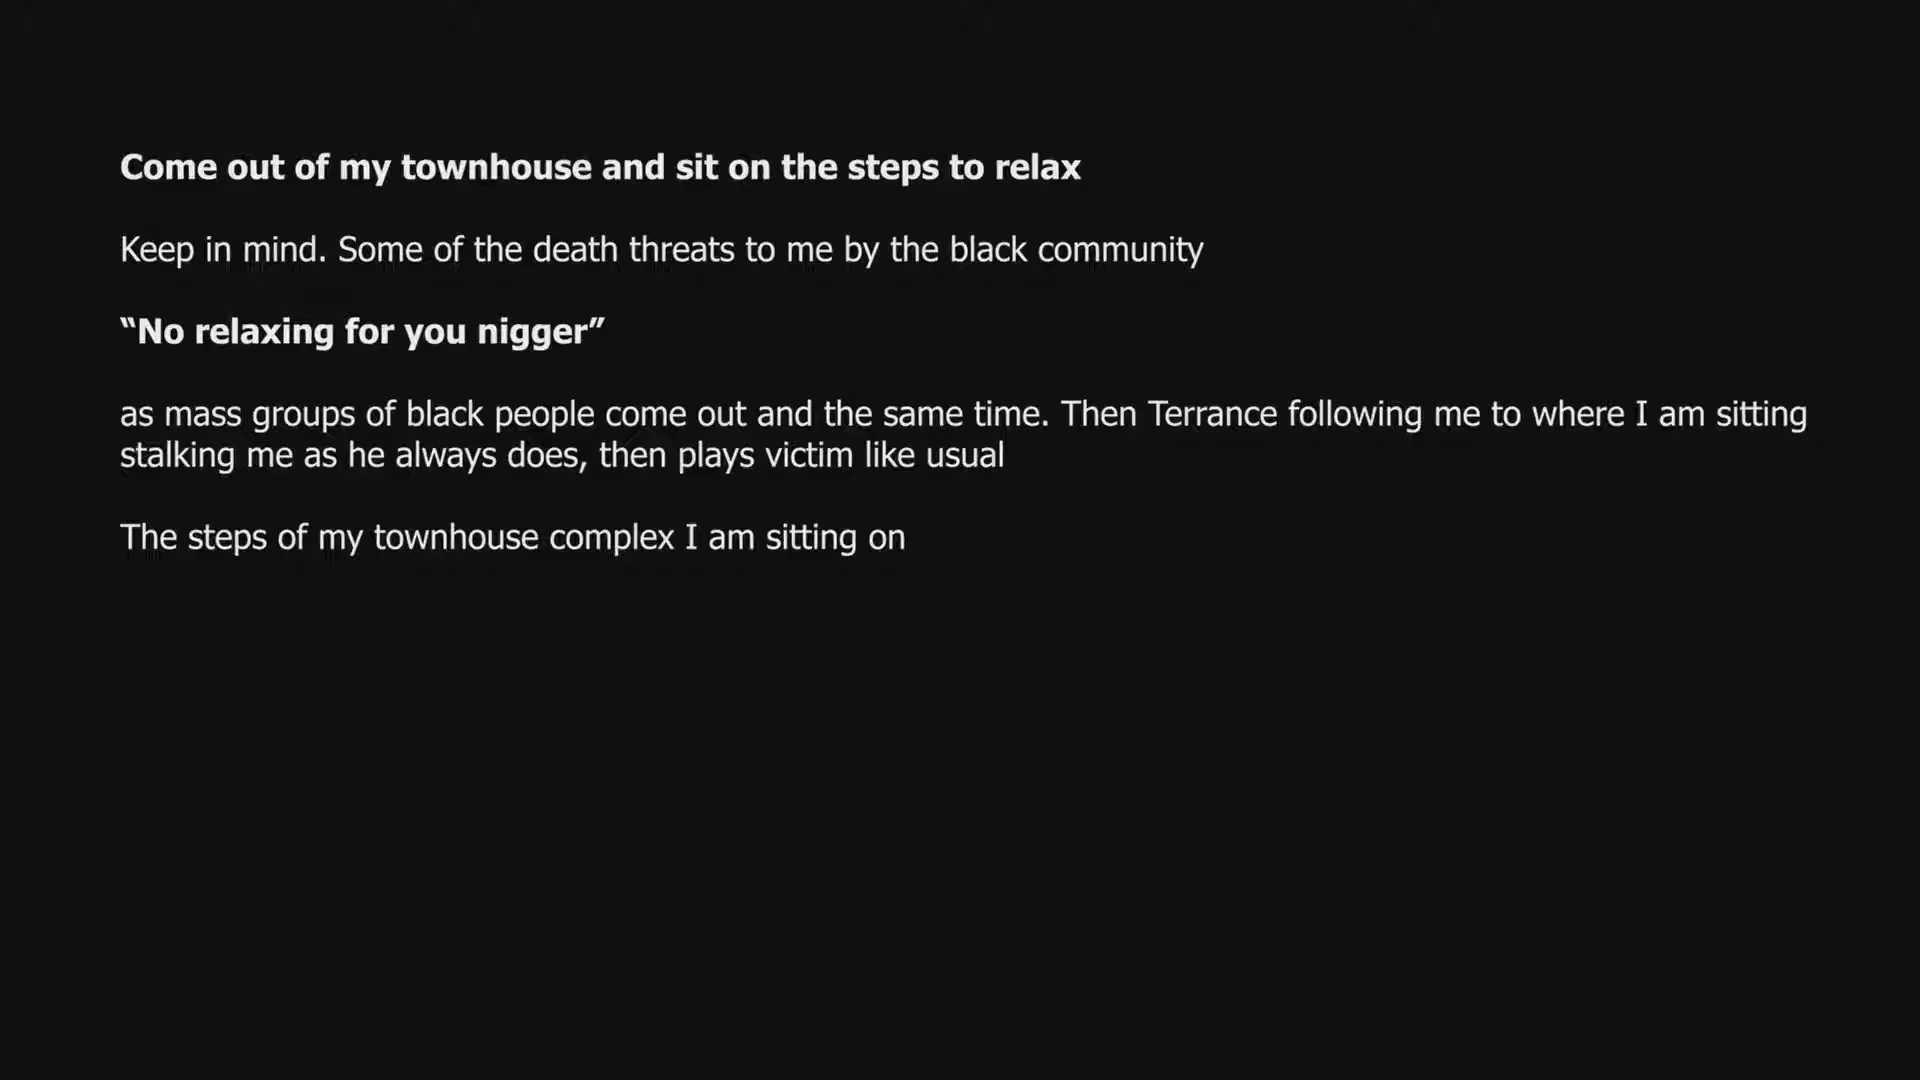 Come out of my townhouse and sit on the steps to relax
Keep in mind. Some of the death threats to me by the black community
“No relaxing for you nigger”
as mass groups of black people come out and the same time. Then Terrance following me to where I am sitting
stalking me as he always does, then plays victim like usual
The steps of my townhouse complex I am sitting on